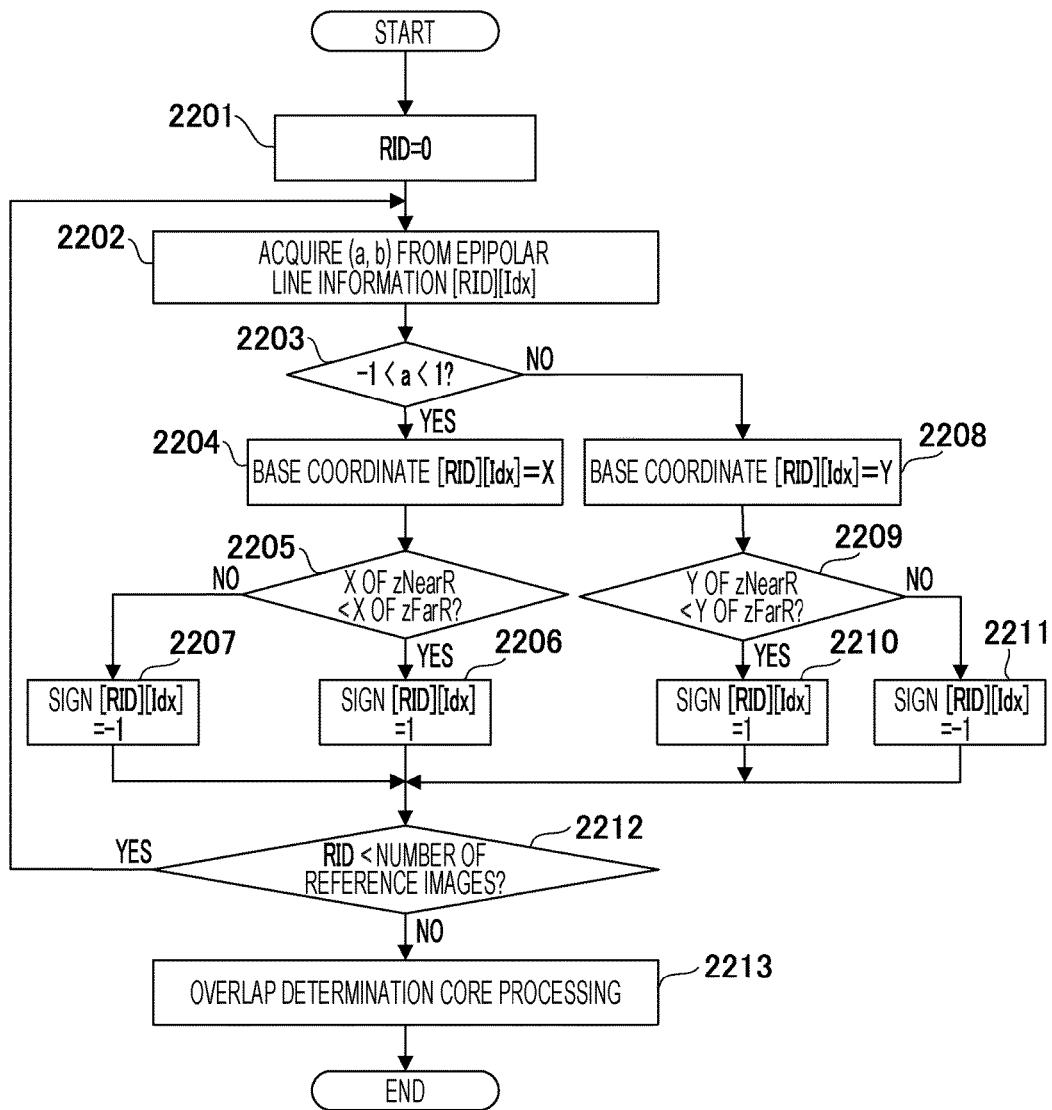 START
2201
RID=0
2202
ACQUIRE (a, b) FROM EPIPOLAR
LINE INFORMATION [RID][Idx]
2203
-1 < a < 1?
NO
YES
2204
BASE COORDINATE [RID][Idx]=X
2208
BASE COORDINATE [RID][Idx]=Y
2205
NO
X OF zNearR
<X OF zFarR?
YES
2209
Y OF zNearR
<Y OF zFarR?
NO
YES
2207
SIGN [RID][Idx]
=-1
2206
SIGN [RID][Idx]
=1
2210
SIGN [RID][Idx]
=1
2211
SIGN [RID][Idx]
=-1
2212
YES
RID <NUMBER OF
REFERENCE IMAGES?
NO
2213
OVERLAP DETERMINATION CORE PROCESSING
END